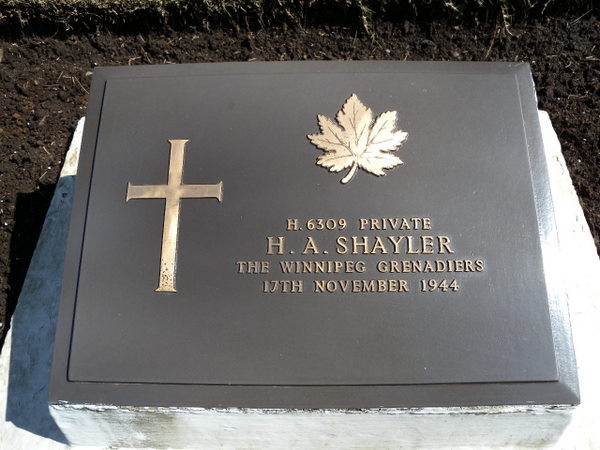 H. 6309 PRIVATE
H. A. SHAYLER
THE WINNIPEG GRENADIERS
17TH NOVEMBER 1944